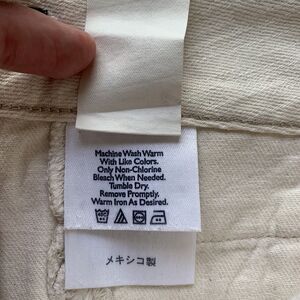 Machine Wash Warm
With Like Colors.
Only Non-Chlorine
Bleach When Needed.
Tumble Dry.
Remove Promptly.
Warm Iron As Desired.
メキシコ製